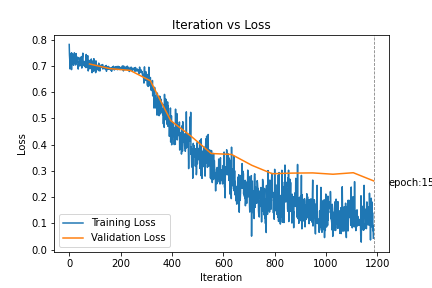 Iteration vs Loss
0.8
0.7
0.6
0.5
0.4
0.3
0.2
0.1
0.0
Loss
epoch:15
Training Loss
Validation Loss
0
200
400
600
800
1000
1200
Iteration